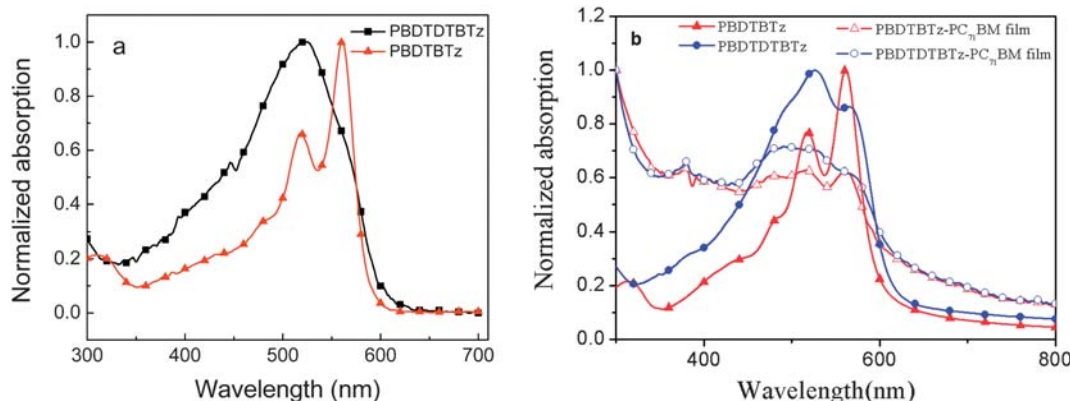 a
PBDTDTBTz
PBDTBTz
1.0
0.8
0.6
0.4
0.2
0.0
Normalized absorption
300 400 500 600 700
Wavelength (nm)
b
PBDTBTz
PBDTDTBTz
PBDTBTz-PC₇₁BM film
PBDTDTBTz-PC₇₁BM film
1.2
1.0
0.8
0.6
0.4
0.2
0.0
Normalized absorption
400 600 800
Wavelength(nm)